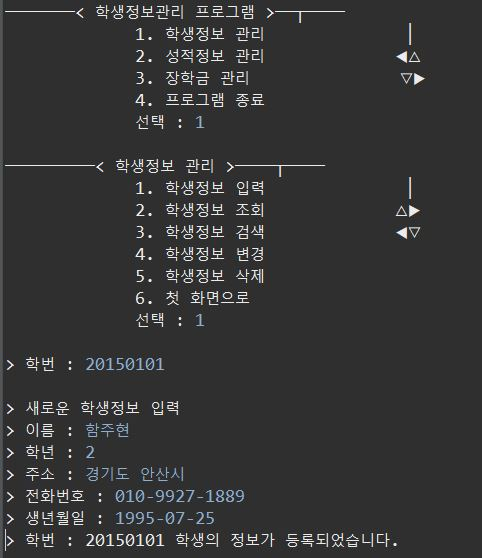 ───────< 학생정보관리 프로그램 >──┬────
1. 학생정보 관리 │
2. 성적정보 관리 ◀△
3. 장학금 관리 ▽▶
4. 프로그램 종료
선택 : 1
─────────< 학생정보 관리 >────┬────
1. 학생정보 입력 │
2. 학생정보 조회 △▶
3. 학생정보 검색 ◀▽
4. 학생정보 변경
5. 학생정보 삭제
6. 첫 화면으로
선택 : 1
> 학번 : 20150101
> 새로운 학생정보 입력
> 이름 : 함주현
> 학년 : 2
> 주소 : 경기도 안산시
> 전화번호 : 010-9927-1889
> 생년월일 : 1995-07-25
> 학번 : 20150101 학생의 정보가 등록되었습니다.